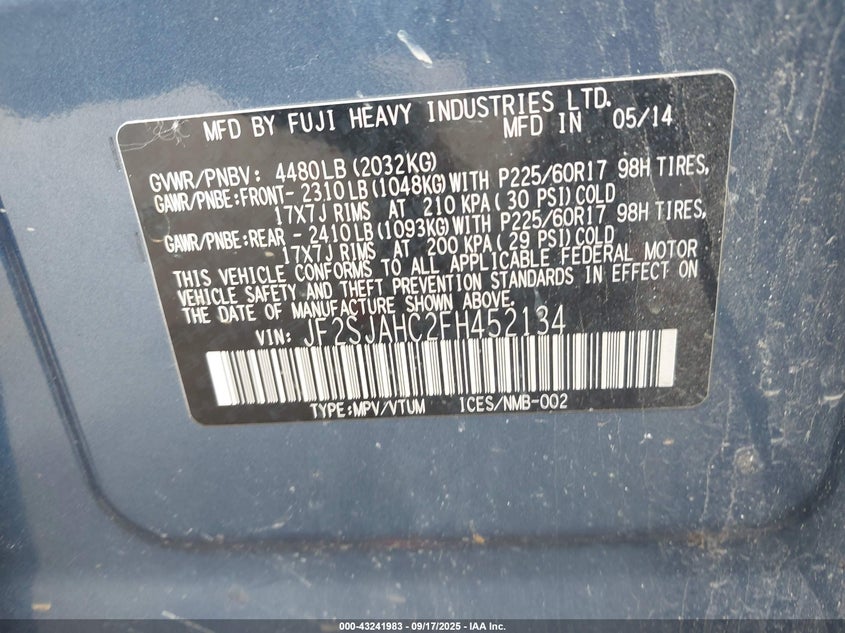 MFD BY FUJI HEAVY INDUSTRIES LTD.
MFD IN 05/14
GVWR/PNBV: 4480LB(2032KG)
GAWR/PNBE:FRONT-2310LB(1048KG)WITH P225/60R17 98H TIRES,
17X7J RIMS AT 210 KPA(30 PSI)COLD
GAWR/PNBE:REAR -2410LB(1093KG)WITH P225/60R17 98H TIRES,
17X7J RIMS AT 200 KPA(29 PSI)COLD
THIS VEHICLE CONFORMS TO ALL APPLICABLE FEDERAL MOTOR
VEHICLE SAFETY AND THEFT PREVENTION STANDARDS IN EFFECT ON
THE DATE OF MANUFACTURE SHOWN ABOVE.
VIN: JF2SJAHC2FH452134
TYPE:MPV/VTUM ICES/NMB-002
000-43241983 - 09/17/2025 - IAA Inc.